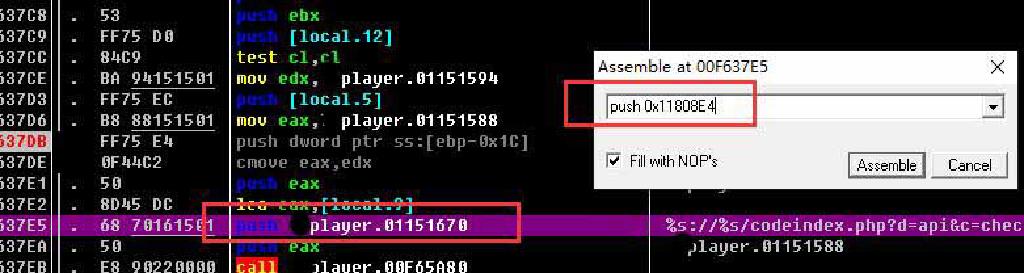 637C8 . 53 push ebx
637C9 . FF75 D0 push [local.12]
637CC . 84C9 test cl,cl
637CE . BA 94151501 mov edx, player.01151594
637D3 . FF75 EC push [local.5]
637D6 . B8 88151501 mov eax, player.01151588
637DB FF75 E4 push dword ptr ss:[ebp-0x1C]
637DE 0F44C2 cmove eax,edx
637E1 . 50 push eax
637E2 . 8D45 DC lea eax,[local.9]
637E5 . 68 70161501 push player.01151670 %s://%s/codeindex.php?d=api&c=chec
637EA . 50 push eax player.01151588
637EB . E8 90220000 call player.00F65A80
Assemble at 00F637E5
push 0x11808E4
Fill with NOP's
Assemble Cancel